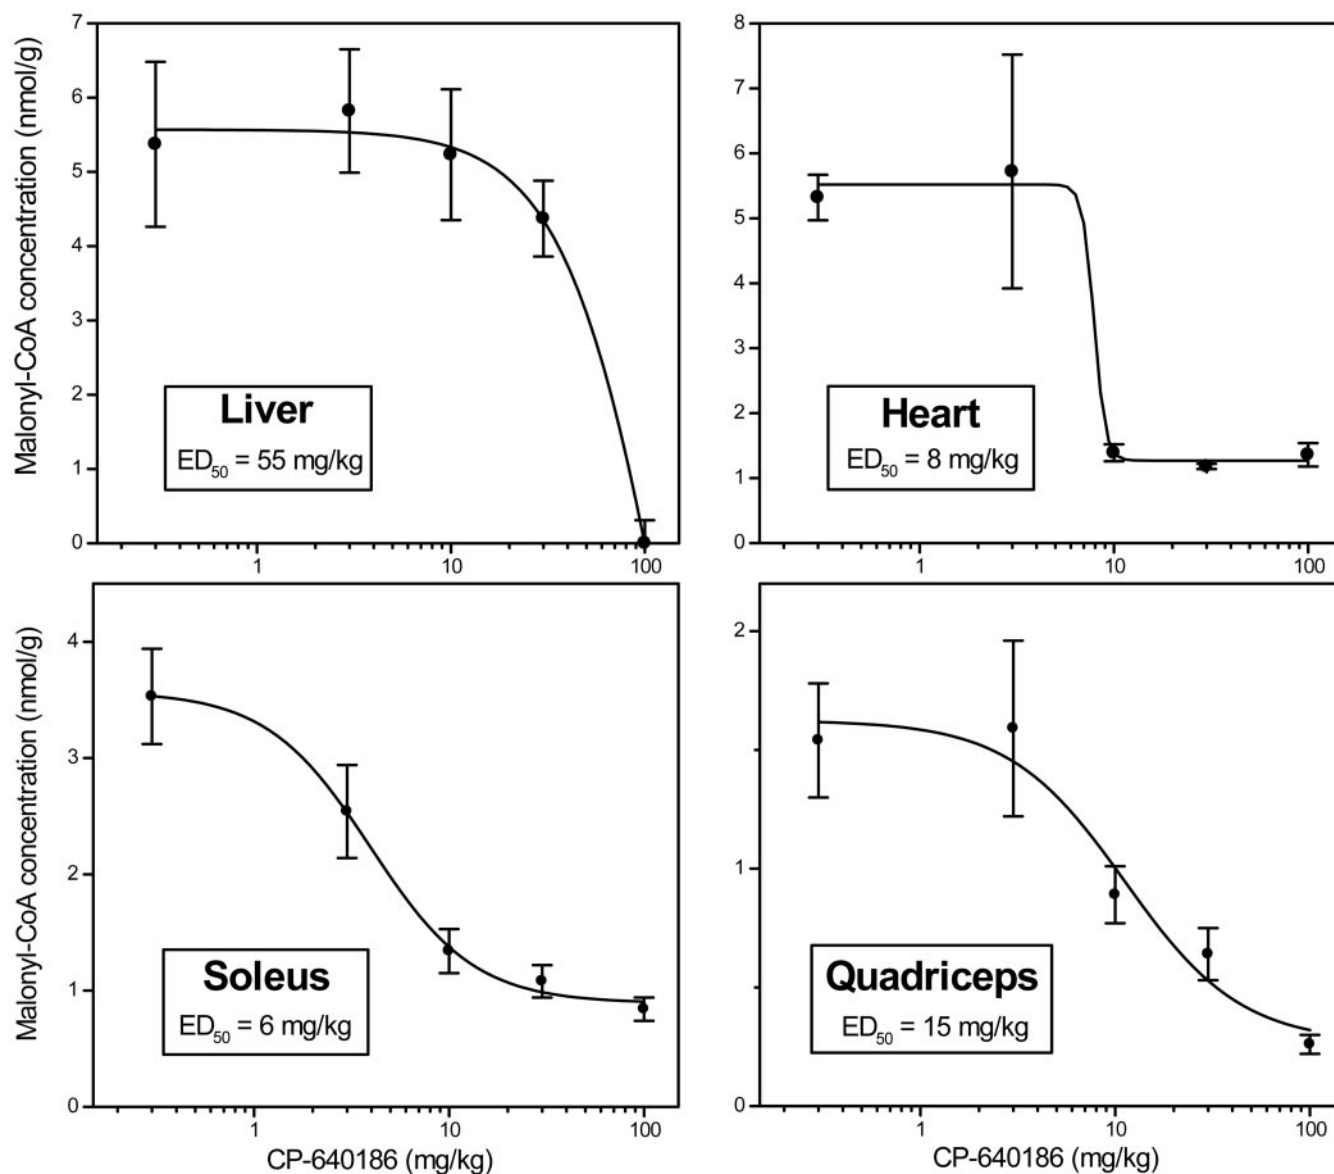 Malonyl-CoA concentration (nmol/g)
7
6
5
4
3
2
1
0
Liver
ED50 = 55 mg/kg
1 10 100
8
7
6
5
4
3
2
1
0
Heart
ED50 = 8 mg/kg
1 10 100
Malonyl-CoA concentration (nmol/g)
4
3
2
1
0
Soleus
ED50 = 6 mg/kg
1 10 100
CP-640186 (mg/kg)
2
1
0
Quadriceps
ED50 = 15 mg/kg
1 10 100
CP-640186 (mg/kg)